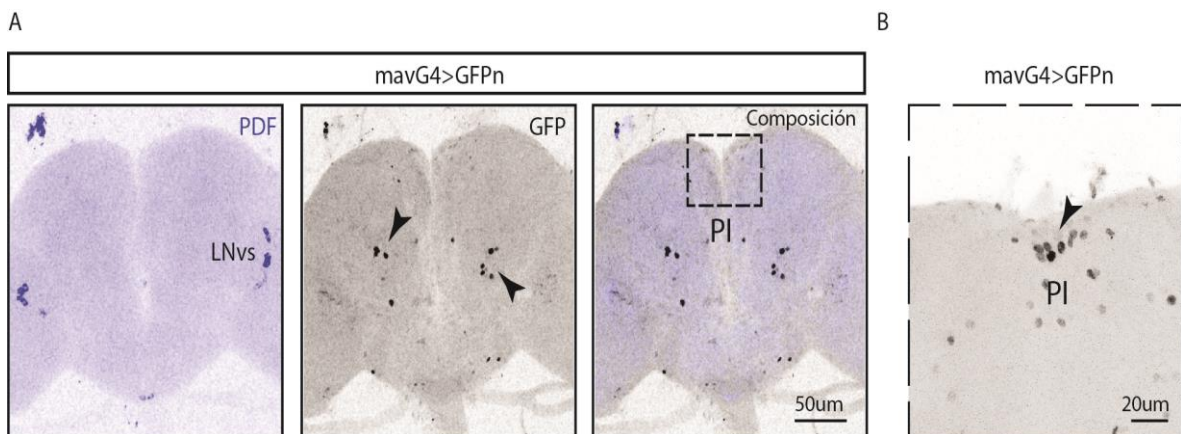 A
B
mavG4>GFPn
mavG4>GFPn
PDF
LNvs
GFP
Composición
PI
50um
PI
20um